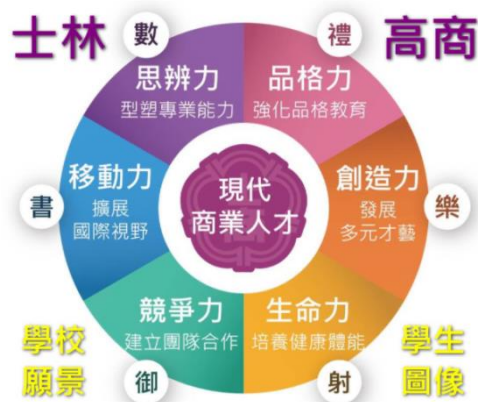 士林
數
禮
高商
思辨力
型塑專業能力
品格力
強化品格教育
移動力
擴展
國際視野
書
現代
商業人才
創造力
發展
多元才藝
樂
競爭力
建立團隊合作
生命力
培養健康體能
學校
願景
御
射
學生
圖像